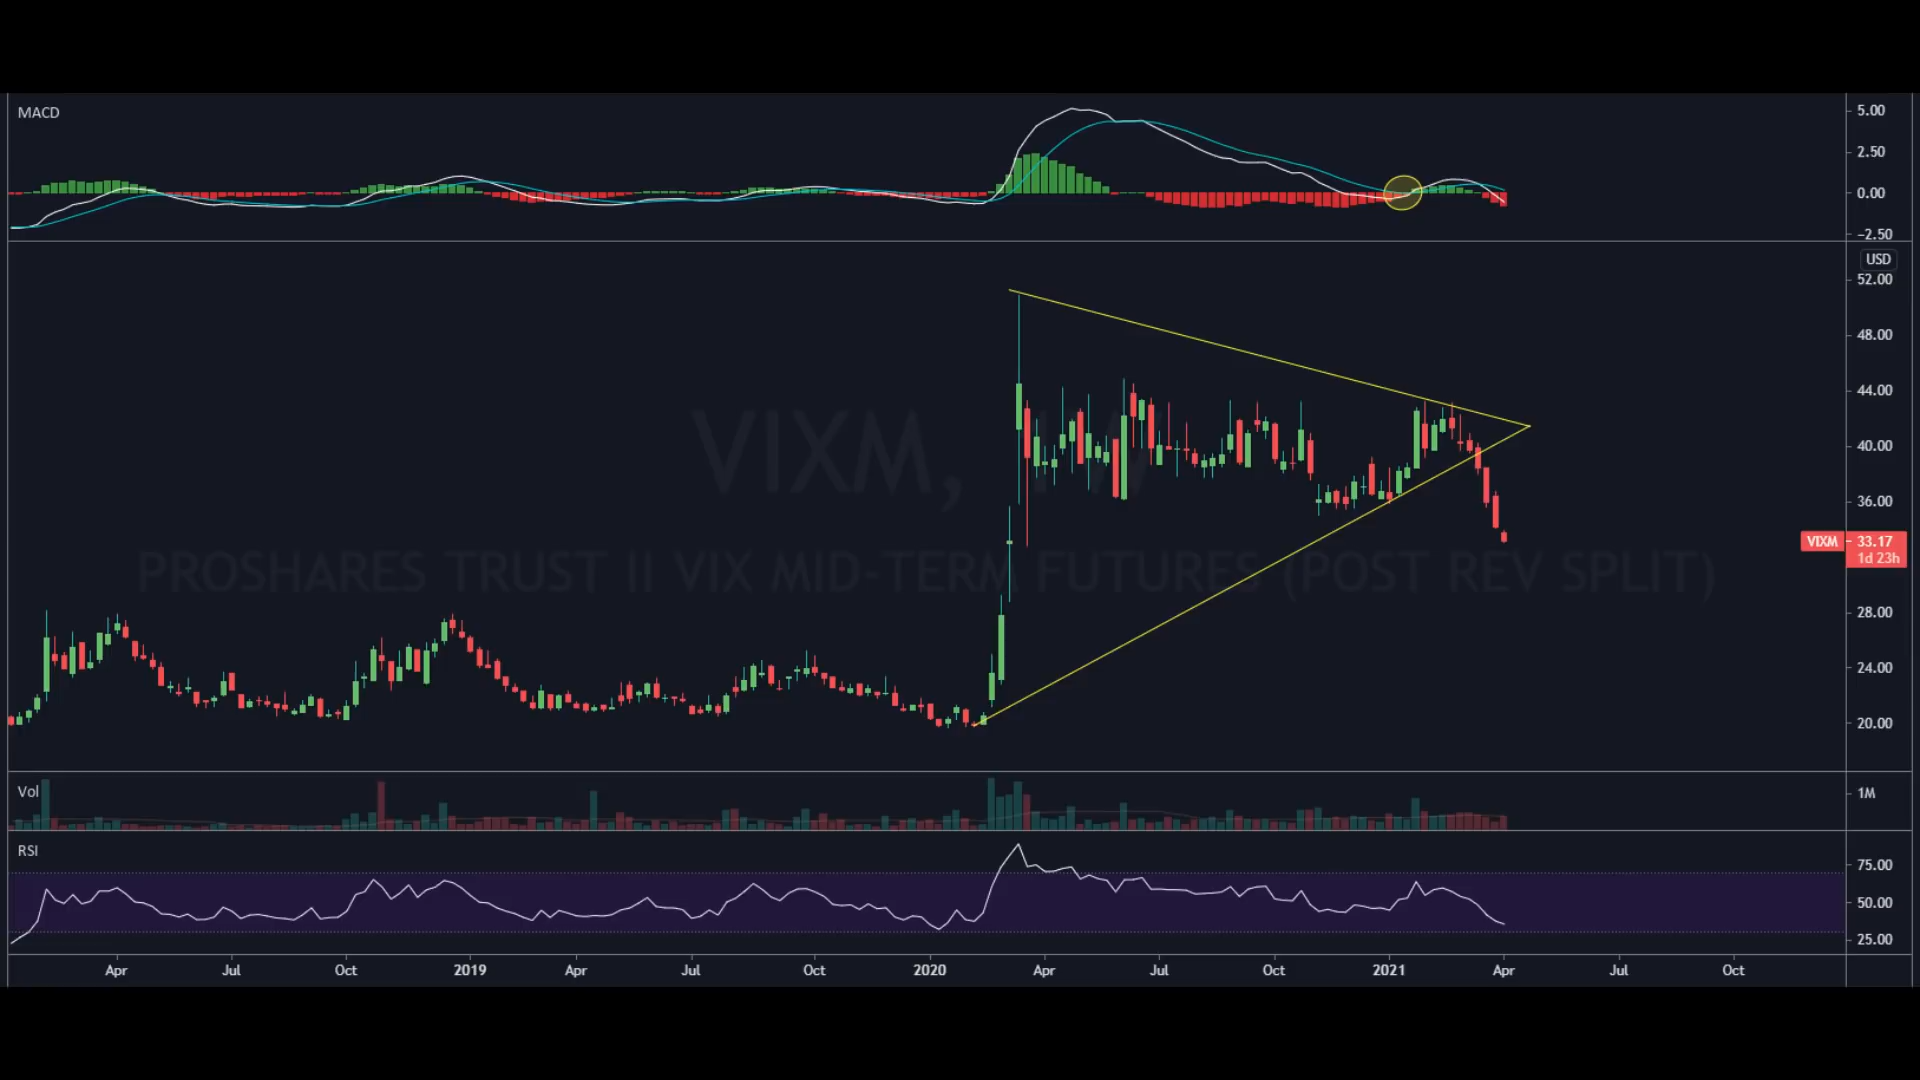 MACD
5.00
2.50
0.00
−2.50
USD
52.00
48.00
44.00
40.00
36.00
VIXM 33.17
1d 23h
28.00
24.00
20.00
VIXM, 1W
PROSHARES TRUST II VIX MID-TERM FUTURES (POST REV SPLIT)
Vol
1M
RSI
75.00
50.00
25.00
Apr Jul Oct 2019 Apr Jul Oct 2020 Apr Jul Oct 2021 Apr Jul Oct